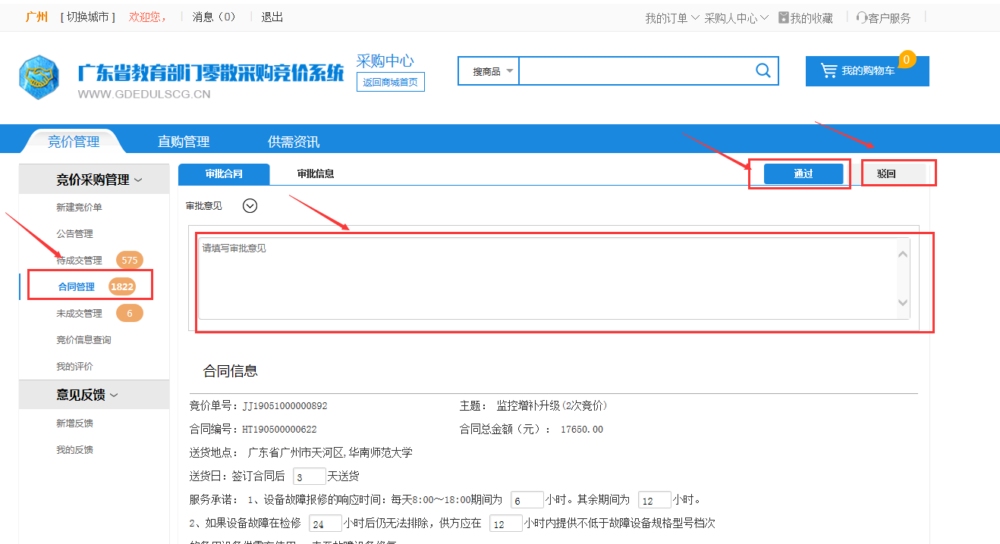 广州 [ 切换城市 ] 欢迎您， 消息（0） 退出 我的订单 采购人中心 我的收藏 客户服务
广东省教育部门零散采购竞价系统
WWW.GDEDULSCG.CN
采购中心
返回商城首页
搜商品
我的购物车 0
竞价管理 直购管理 供需资讯
竞价采购管理
新建竞价单
公告管理
待成交管理 575
合同管理 1822
未成交管理 6
竞价信息查询
我的评价
意见反馈
新增反馈
我的反馈
审批合同 审批信息 通过 驳回
审批意见
请填写审批意见
合同信息
竞价单号：JJ19051000000892 主题： 监控增补升级(2次竞价)
合同编号：HT190500000622 合同总金额（元）： 17650.00
送货地点： 广东省广州市天河区,华南师范大学
送货日：签订合同后 3 天送货
服务承诺： 1、设备故障报修的响应时间：每天8:00～18:00期间为 6 小时。其余期间为 12 小时。
2、如果设备故障在检修 24 小时后仍无法排除，供方应在 12 小时内提供不低于故障设备规格型号档次